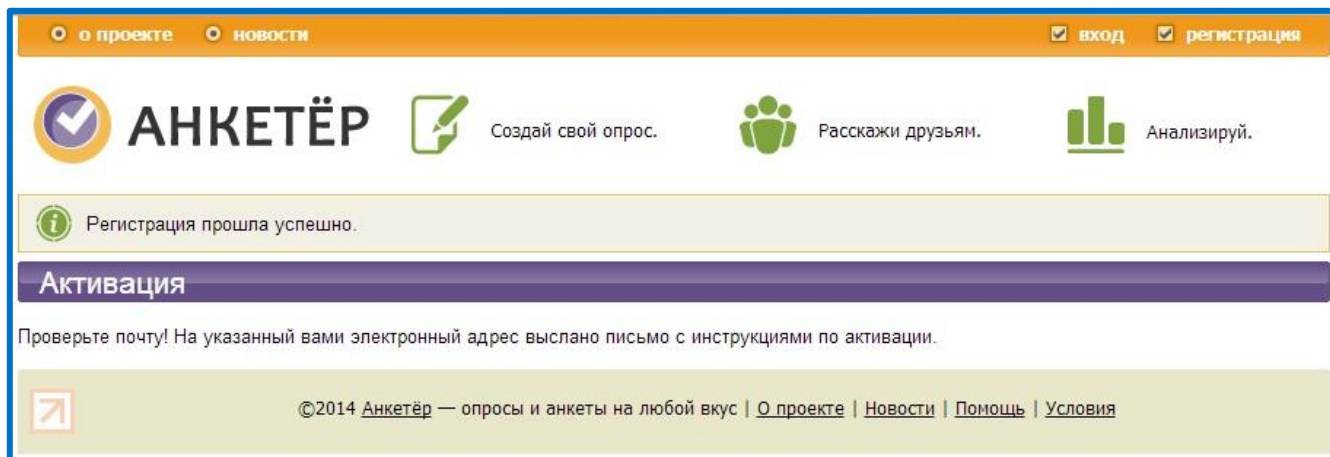 о проекте новости вход регистрация
АНКЕТЁР Создай свой опрос. Расскажи друзьям. Анализируй.
Регистрация прошла успешно.
Активация
Проверьте почту! На указанный вами электронный адрес выслано письмо с инструкциями по активации.
©2014 Анкетёр — опросы и анкеты на любой вкус | О проекте | Новости | Помощь | Условия